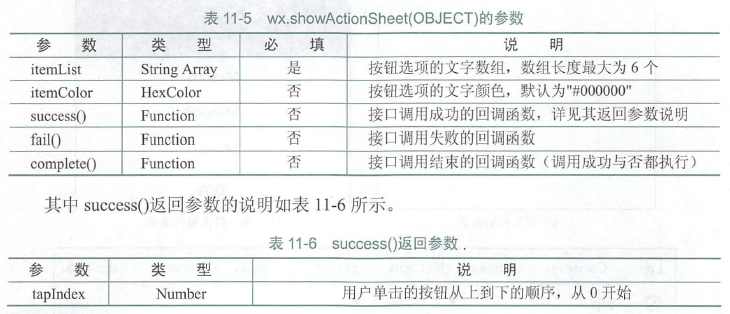 表 11-5 wx.showActionSheet(OBJECT)的参数
参 数 类 型 必 填 说 明
itemList String Array 是 按钮选项的文字数组，数组长度最大为 6 个
itemColor HexColor 否 按钮选项的文字颜色，默认为"#000000"
success() Function 否 接口调用成功的回调函数，详见其返回参数说明
fail() Function 否 接口调用失败的回调函数
complete() Function 否 接口调用结束的回调函数（调用成功与否都执行）
其中 success()返回参数的说明如表 11-6 所示。
表 11-6 success()返回参数
参 数 类 型 说 明
tapIndex Number 用户单击的按钮从上到下的顺序，从 0 开始